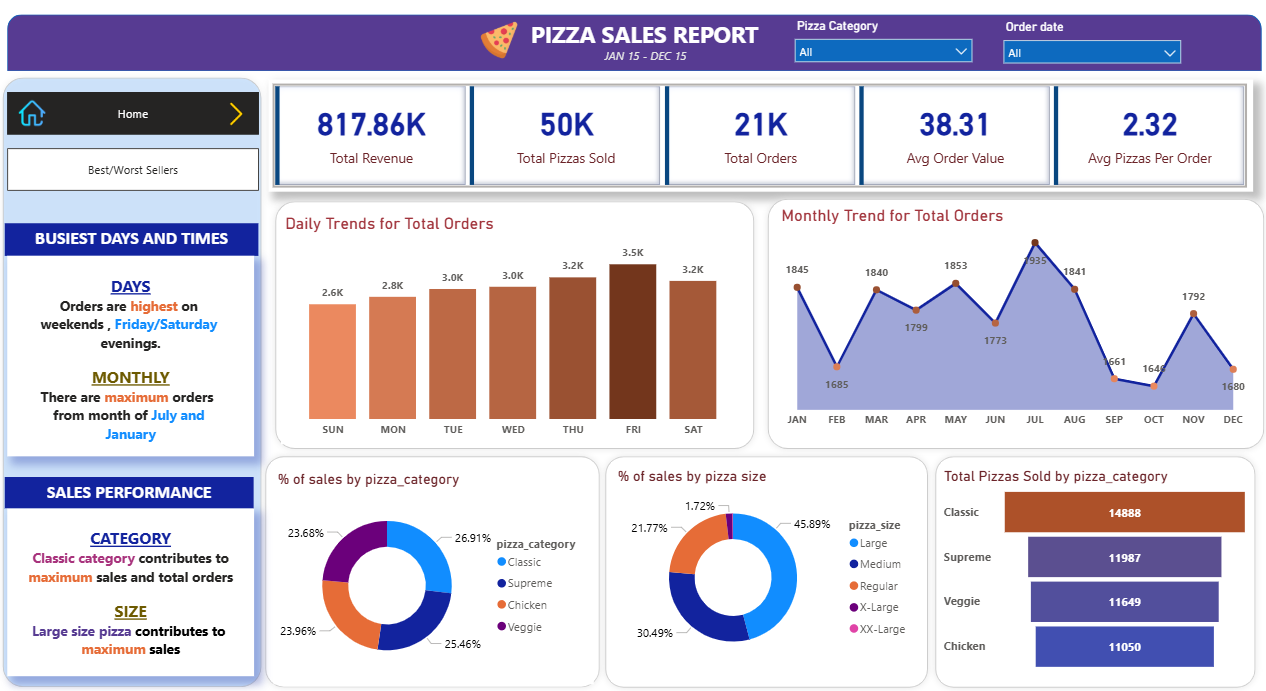 PIZZA SALES REPORT
JAN 15 - DEC 15
Pizza Category
All
Order date
All
Home
Best/Worst Sellers
BUSIEST DAYS AND TIMES
DAYS
Orders are highest on
weekends , Friday/Saturday
evenings.
MONTHLY
There are maximum orders
from month of July and
January
SALES PERFORMANCE
CATEGORY
Classic category contributes to
maximum sales and total orders
SIZE
Large size pizza contributes to
maximum sales
817.86K
Total Revenue
50K
Total Pizzas Sold
21K
Total Orders
38.31
Avg Order Value
2.32
Avg Pizzas Per Order
Daily Trends for Total Orders
2.6K
2.8K
3.0K
3.0K
3.2K
3.5K
3.2K
SUN MON TUE WED THU FRI SAT
Monthly Trend for Total Orders
1845
1685
1840
1799
1853
1773
1935
1841
1661
1646
1792
1680
JAN FEB MAR APR MAY JUN JUL AUG SEP OCT NOV DEC
% of sales by pizza_category
23.68%
26.91%
23.96%
25.46%
pizza_category
Classic
Supreme
Chicken
Veggie
% of sales by pizza size
1.72%
21.77%
45.89%
30.49%
pizza_size
Large
Medium
Regular
X-Large
XX-Large
Total Pizzas Sold by pizza_category
Classic 14888
Supreme 11987
Veggie 11649
Chicken 11050